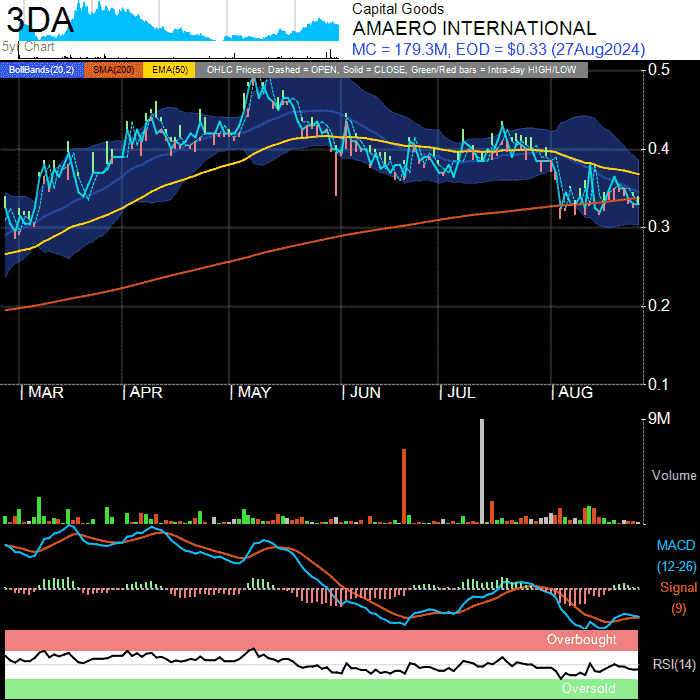 3DA
5yr Chart
Capital Goods
AMAERO INTERNATIONAL
MC = 179.3M, EOD = $0.33 (27Aug2024)
BollBands(20,2) SMA(200) EMA(50) OHLC Prices: Dashed = OPEN, Solid = CLOSE, Green/Red bars = Intra-day HIGH/LOW
0.5
0.4
0.3
0.2
0.1
MAR APR MAY JUN JUL AUG
9M
Volume
MACD
(12-26)
Signal
(9)
Overbought
RSI(14)
Oversold